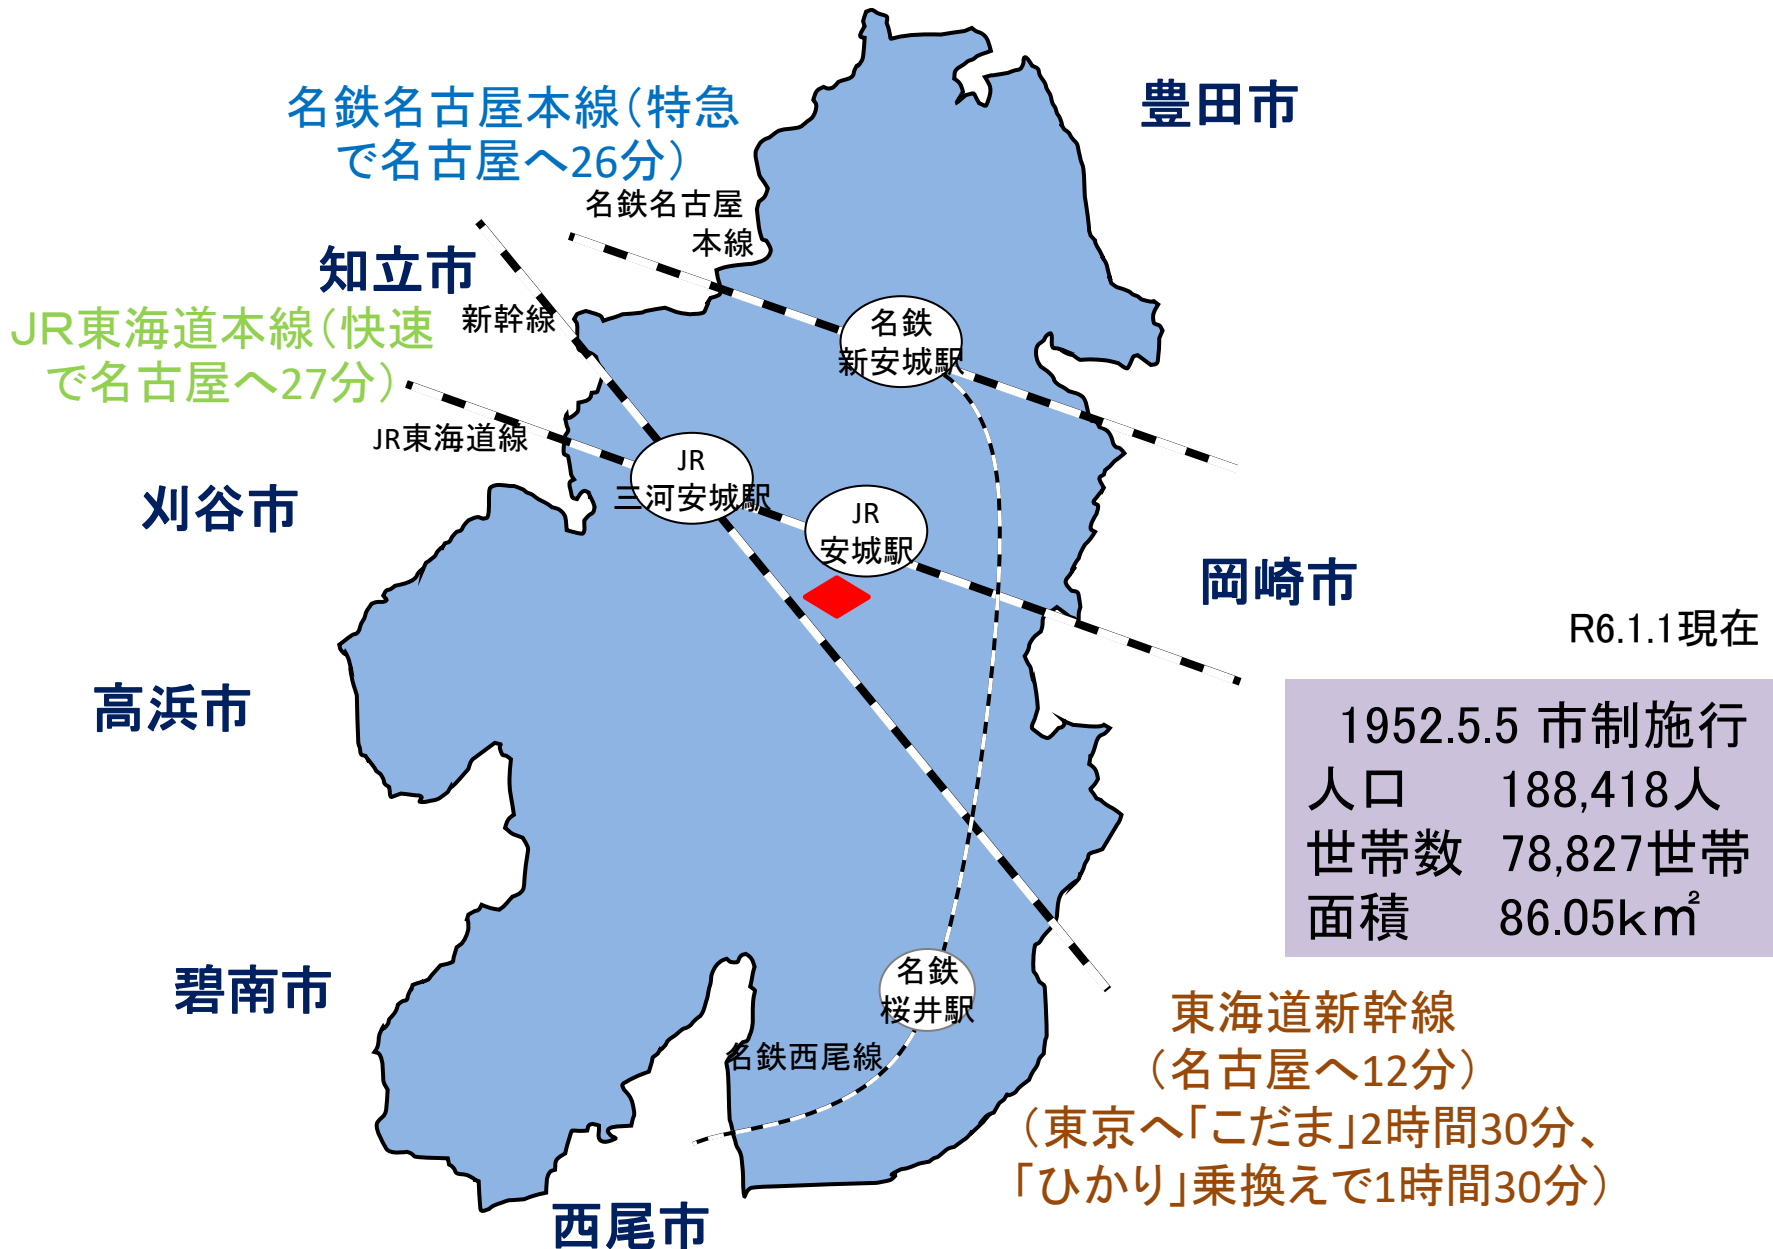 豊田市
名鉄名古屋本線（特急
で名古屋へ26分）
名鉄名古屋
本線
知立市
新幹線
JR東海道本線（快速
で名古屋へ27分）
名鉄
新安城駅
JR東海道線
JR
三河安城駅
刈谷市
JR
安城駅
岡崎市
R6.1.1現在
高浜市
1952.5.5 市制施行
人口 188,418人
世帯数 78,827世帯
面積 86.05ｋ㎡
碧南市
名鉄
桜井駅
名鉄西尾線
東海道新幹線
（名古屋へ12分）
（東京へ「こだま」2時間30分、
「ひかり」乗換えで1時間30分）
西尾市